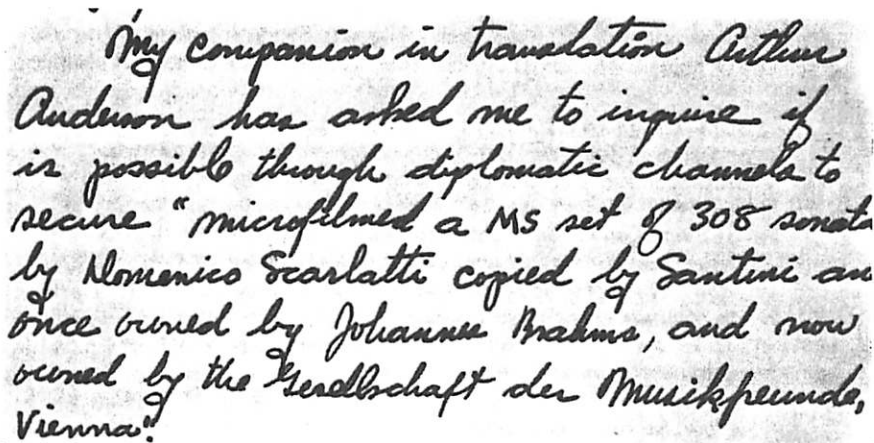 My companion in translation Arthur
Anderson has asked me to inquire if
is possible through diplomatic channels to
secure "microfilmed a MS set of 308 sonata
by Domenico Scarlatti copied by Santini an
once owned by Johannes Brahms, and now
owned by the Gesellschaft der Musikfreunde,
Vienna".